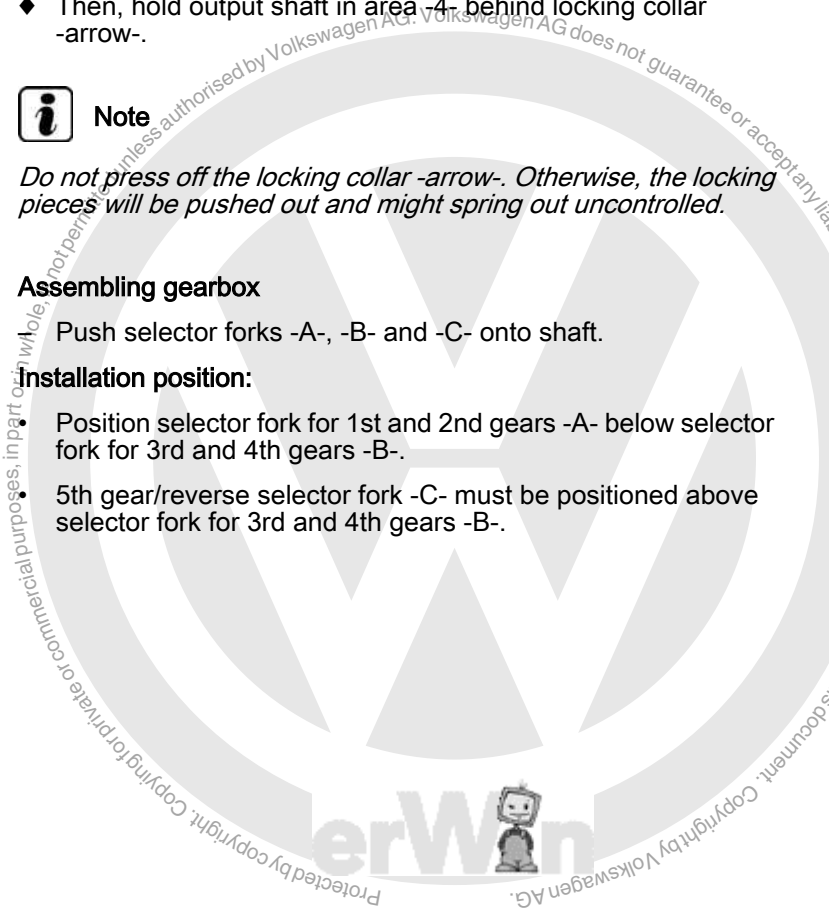 ♦ Then, hold output shaft in area -4- behind locking collar
-arrow-.
Note
Do not press off the locking collar -arrow-. Otherwise, the locking
pieces will be pushed out and might spring out uncontrolled.
Assembling gearbox
– Push selector forks -A-, -B- and -C- onto shaft.
Installation position:
• Position selector fork for 1st and 2nd gears -A- below selector
fork for 3rd and 4th gears -B-.
• 5th gear/reverse selector fork -C- must be positioned above
selector fork for 3rd and 4th gears -B-.
erWin
Protected by copyright. Copying for private or commercial purposes, in part or in whole, is not permitted unless authorised by Volkswagen AG. Volkswagen AG does not guarantee or accept any
document. Copyright by Volkswagen AG.